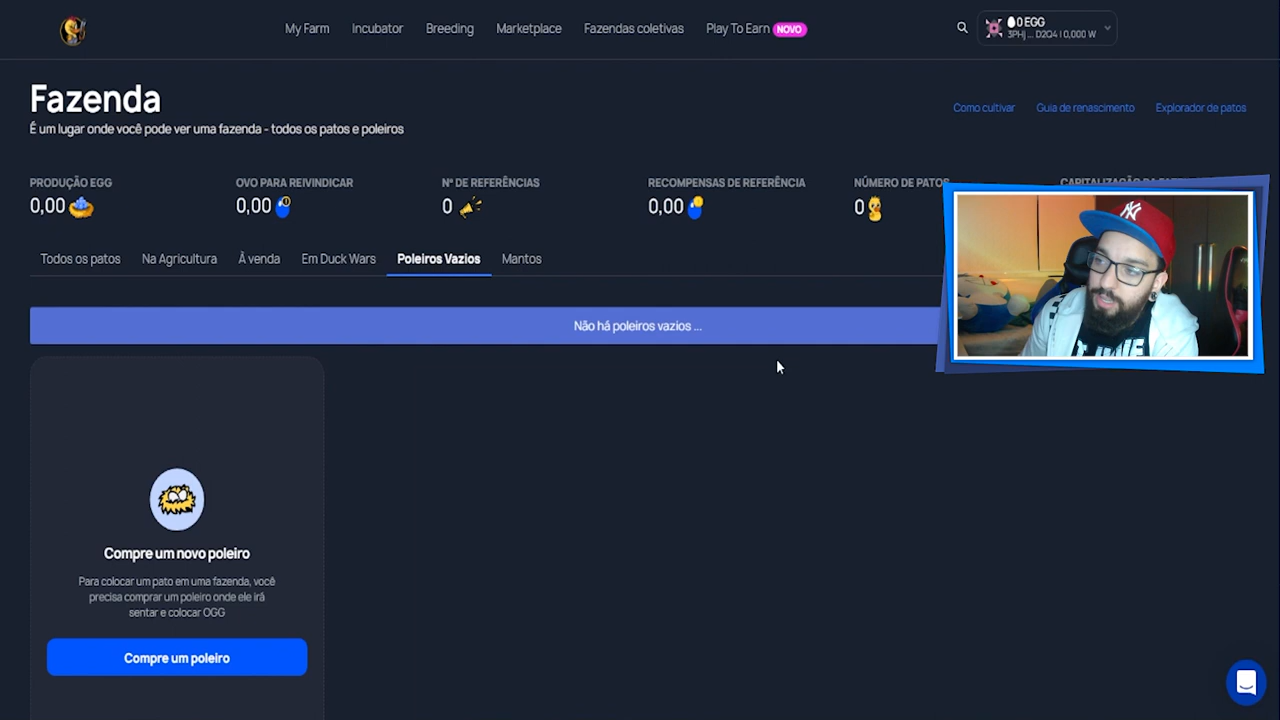 My Farm Incubator Breeding Marketplace Fazendas coletivas Play To Earn NOVO
0 EGG
3PHj ... D2Q4 | 0,000 W
Fazenda
É um lugar onde você pode ver uma fazenda - todos os patos e poleiros
Como cultivar Guia de renascimento Explorador de patos
PRODUÇÃO EGG OVO PARA REIVINDICAR Nº DE REFERÊNCIAS RECOMPENSAS DE REFERÊNCIA NÚMERO DE PATOS
0,00 0,00 0 0,00 0
Todos os patos Na Agricultura À venda Em Duck Wars Poleiros Vazios Mantos
Não há poleiros vazios ...
Compre um novo poleiro
Para colocar um pato em uma fazenda, você
precisa comprar um poleiro onde ele irá
sentar e colocar OGG
Compre um poleiro